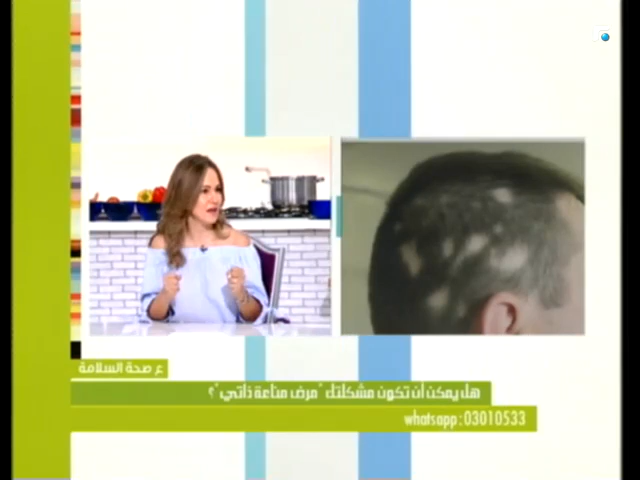 ع صحة السلامة
هل يمكن أن تكون مشكلتك "مرض مناعة ذاتي"؟
whatsapp: 03010533